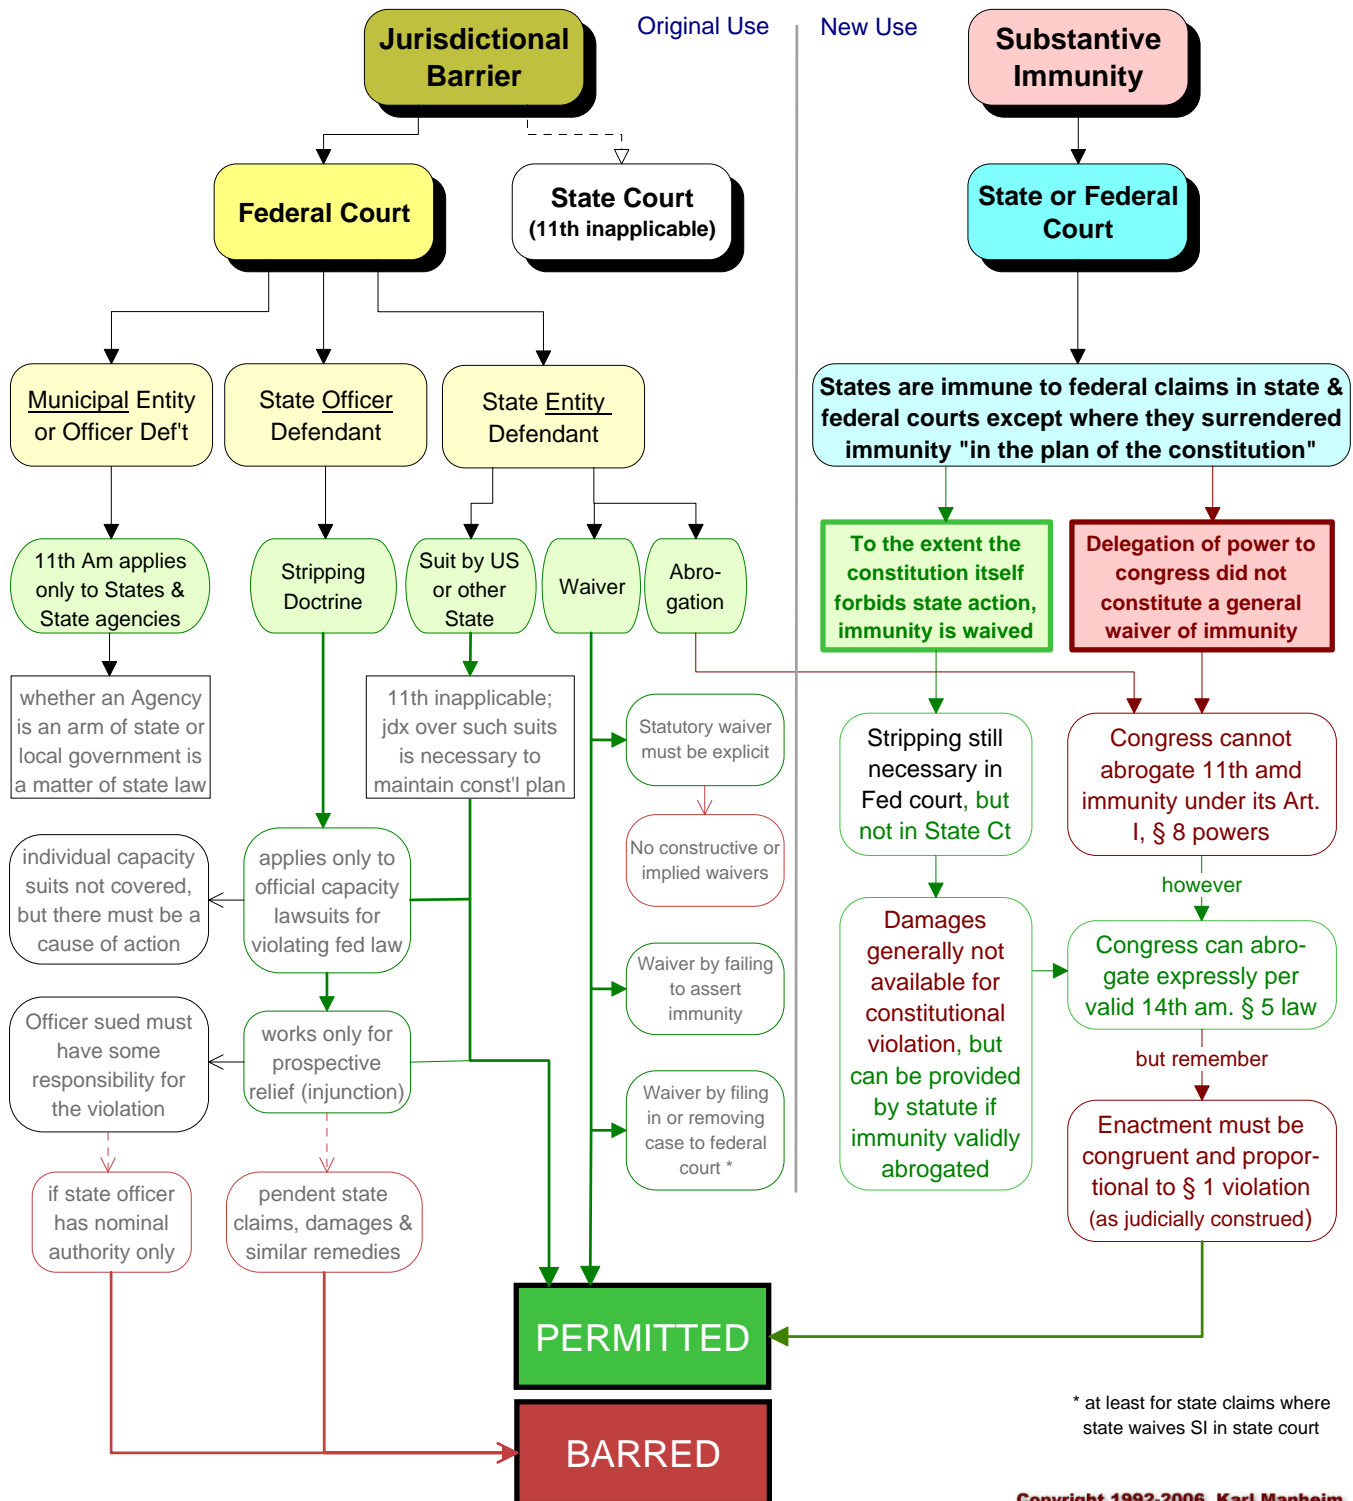 Original Use
New Use
Jurisdictional
Barrier
Substantive
Immunity
Federal Court
State Court
(11th inapplicable)
State or Federal
Court
Municipal Entity
or Officer Def't
State Officer
Defendant
State Entity
Defendant
States are immune to federal claims in state &
federal courts except where they surrendered
immunity "in the plan of the constitution"
11th Am applies
only to States &
State agencies
Stripping
Doctrine
Suit by US
or other
State
Waiver
Abro-
gation
To the extent the
constitution itself
forbids state action,
immunity is waived
Delegation of power to
congress did not
constitute a general
waiver of immunity
whether an Agency
is an arm of state or
local government is
a matter of state law
11th inapplicable;
jdx over such suits
is necessary to
maintain const'l plan
Statutory waiver
must be explicit
Stripping still
necessary in
Fed court, but
not in State Ct
Congress cannot
abrogate 11th amd
immunity under its Art.
I, § 8 powers
individual capacity
suits not covered,
but there must be a
cause of action
applies only to
official capacity
lawsuits for
violating fed law
No constructive or
implied waivers
however
Damages
generally not
available for
constitutional
violation, but
can be provided
by statute if
immunity validly
abrogated
Congress can abro-
gate expressly per
valid 14th am. § 5 law
Waiver by failing
to assert
immunity
Officer sued must
have some
responsibility for
the violation
works only for
prospective
relief (injunction)
but remember
Waiver by filing
in or removing
case to federal
court *
Enactment must be
congruent and propor-
tional to § 1 violation
(as judicially construed)
if state officer
has nominal
authority only
pendent state
claims, damages &
similar remedies
PERMITTED
BARRED
* at least for state claims where
state waives SI in state court
Copyright 1992-2006, Karl Manheim